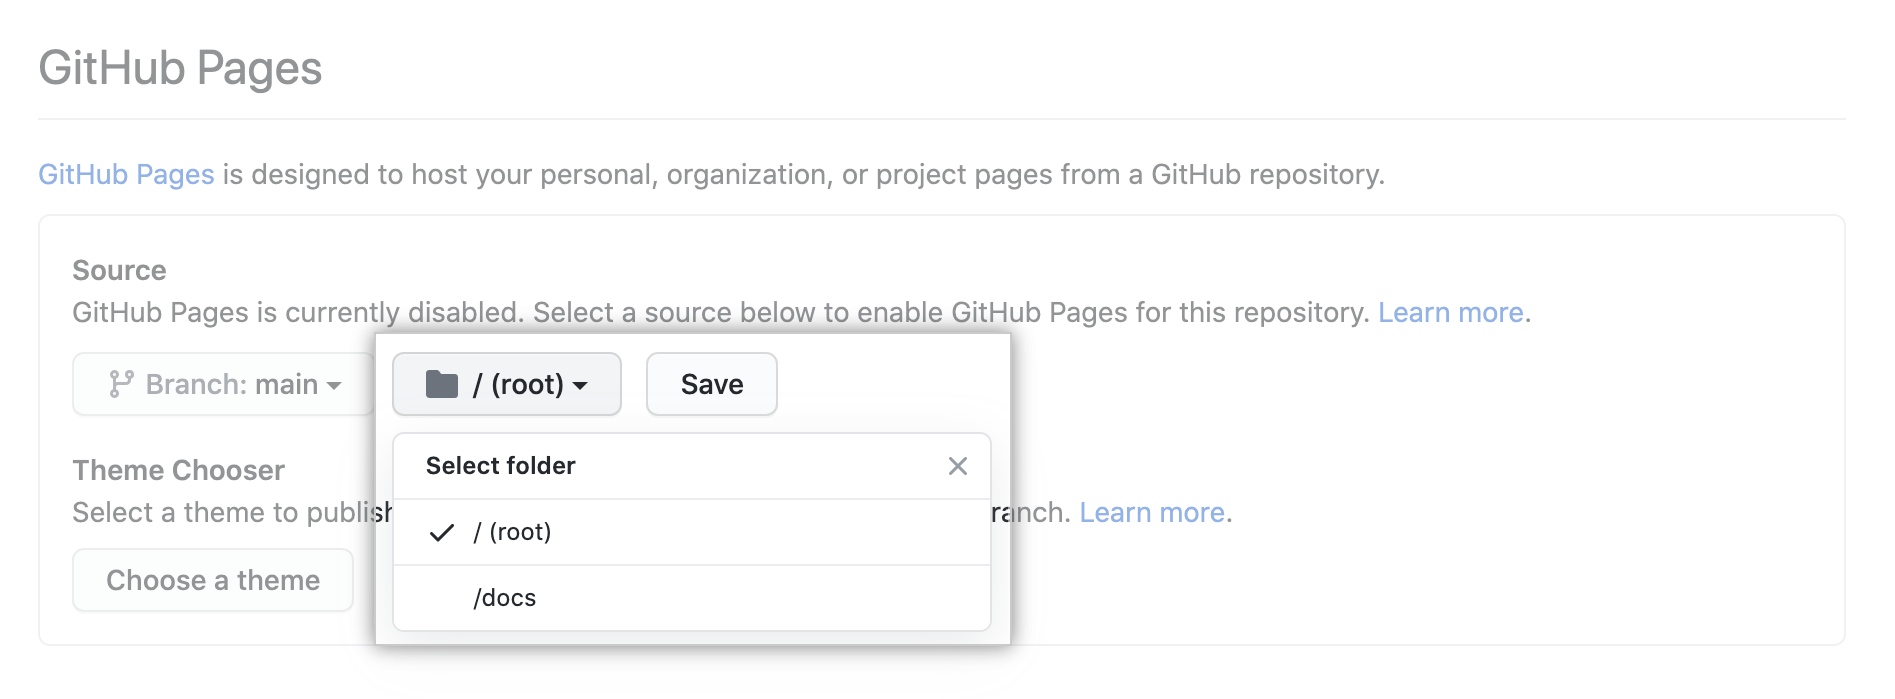 GitHub Pages
GitHub Pages is designed to host your personal, organization, or project pages from a GitHub repository.
Source
GitHub Pages is currently disabled. Select a source below to enable GitHub Pages for this repository. Learn more.
Branch: main
/ (root)
Save
Select folder
/ (root)
/docs
Theme Chooser
Select a theme to publish ranch. Learn more.
Choose a theme